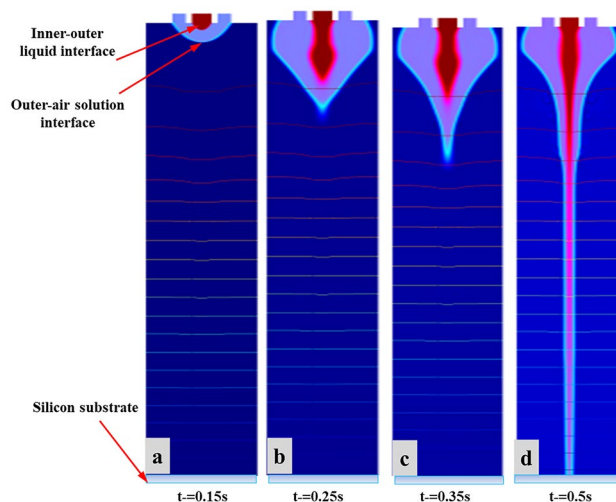 Inner-outer
liquid interface
Outer-air solution
interface
Silicon substrate
a
b
c
d
t-=0.15s
t-=0.25s
t-=0.35s
t-=0.5s